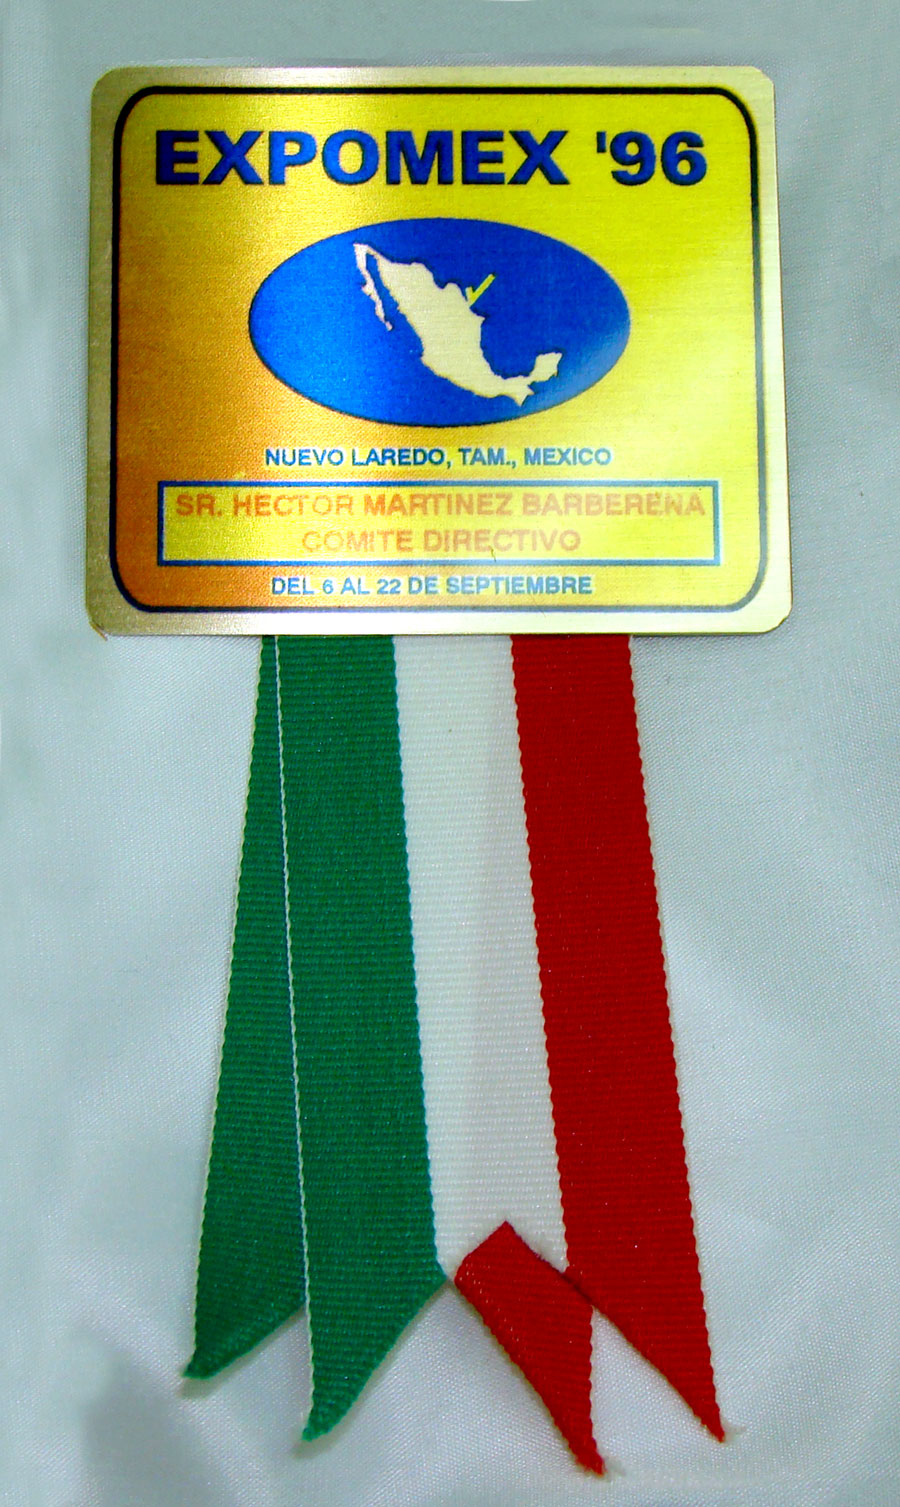 EXPOMEX '96
NUEVO LAREDO, TAM., MEXICO
SR. HECTOR MARTINEZ BARBERENA
COMITE DIRECTIVO
DEL 6 AL 22 DE SEPTIEMBRE